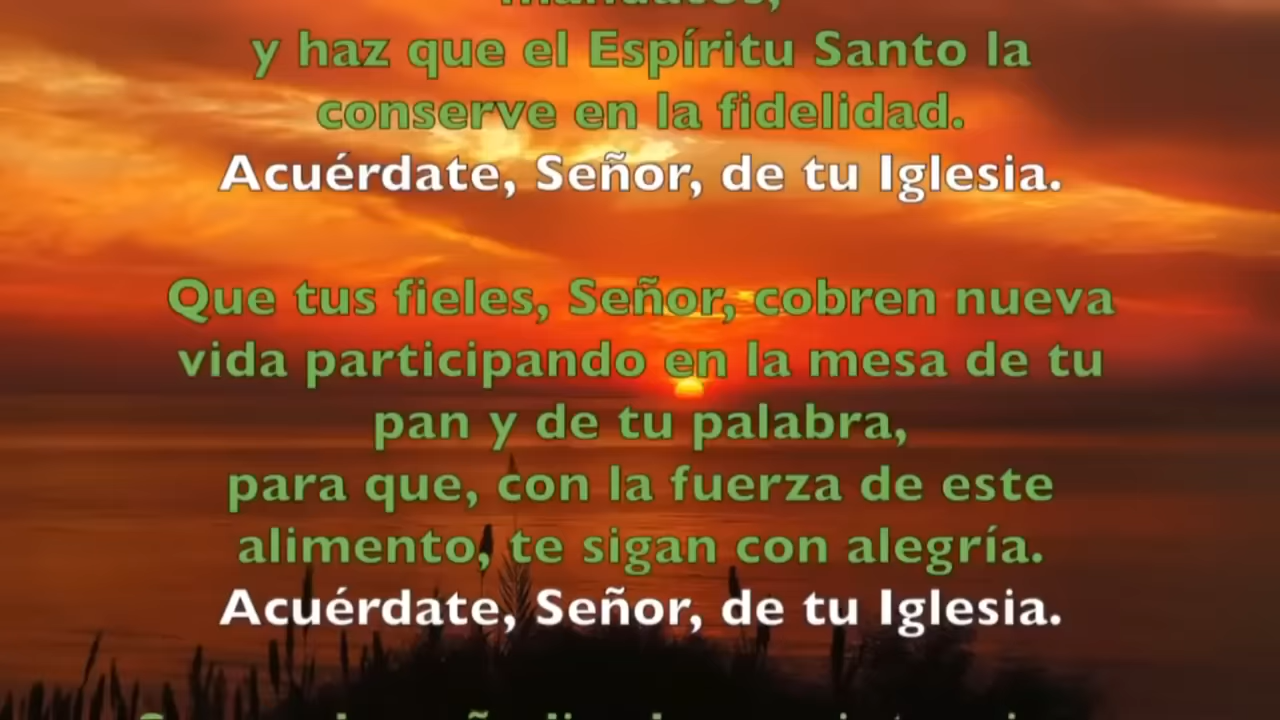 mandatos,
y haz que el Espíritu Santo la
conserve en la fidelidad.
Acuérdate, Señor, de tu Iglesia.
Que tus fieles, Señor, cobren nueva
vida participando en la mesa de tu
pan y de tu palabra,
para que, con la fuerza de este
alimento, te sigan con alegría.
Acuérdate, Señor, de tu Iglesia.